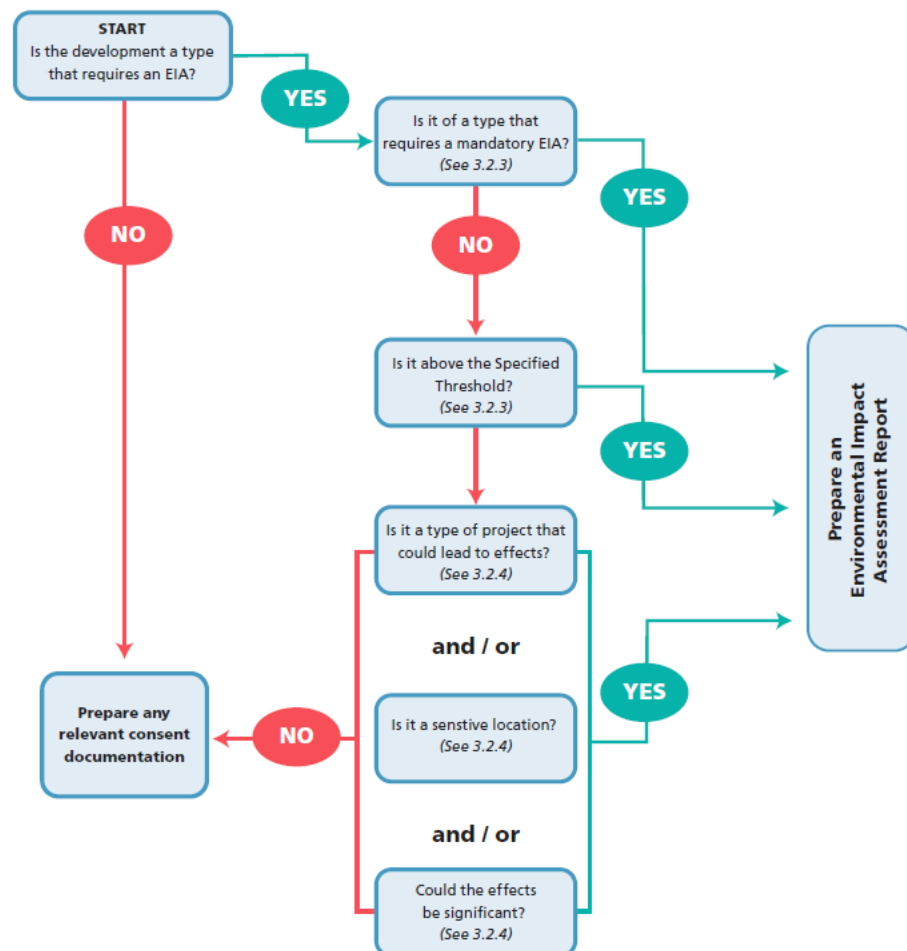 START
Is the development a type
that requires an EIA?
YES
Is it of a type that
requires a mandatory EIA?
(See 3.2.3)
YES
NO
NO
Is it above the Specified
Threshold?
(See 3.2.3)
YES
Prepare an
Environmental Impact
Assessment Report
Is it a type of project that
could lead to effects?
(See 3.2.4)
and / or
YES
Prepare any
relevant consent
documentation
NO
Is it a senstive location?
(See 3.2.4)
and / or
Could the effects
be significant?
(See 3.2.4)